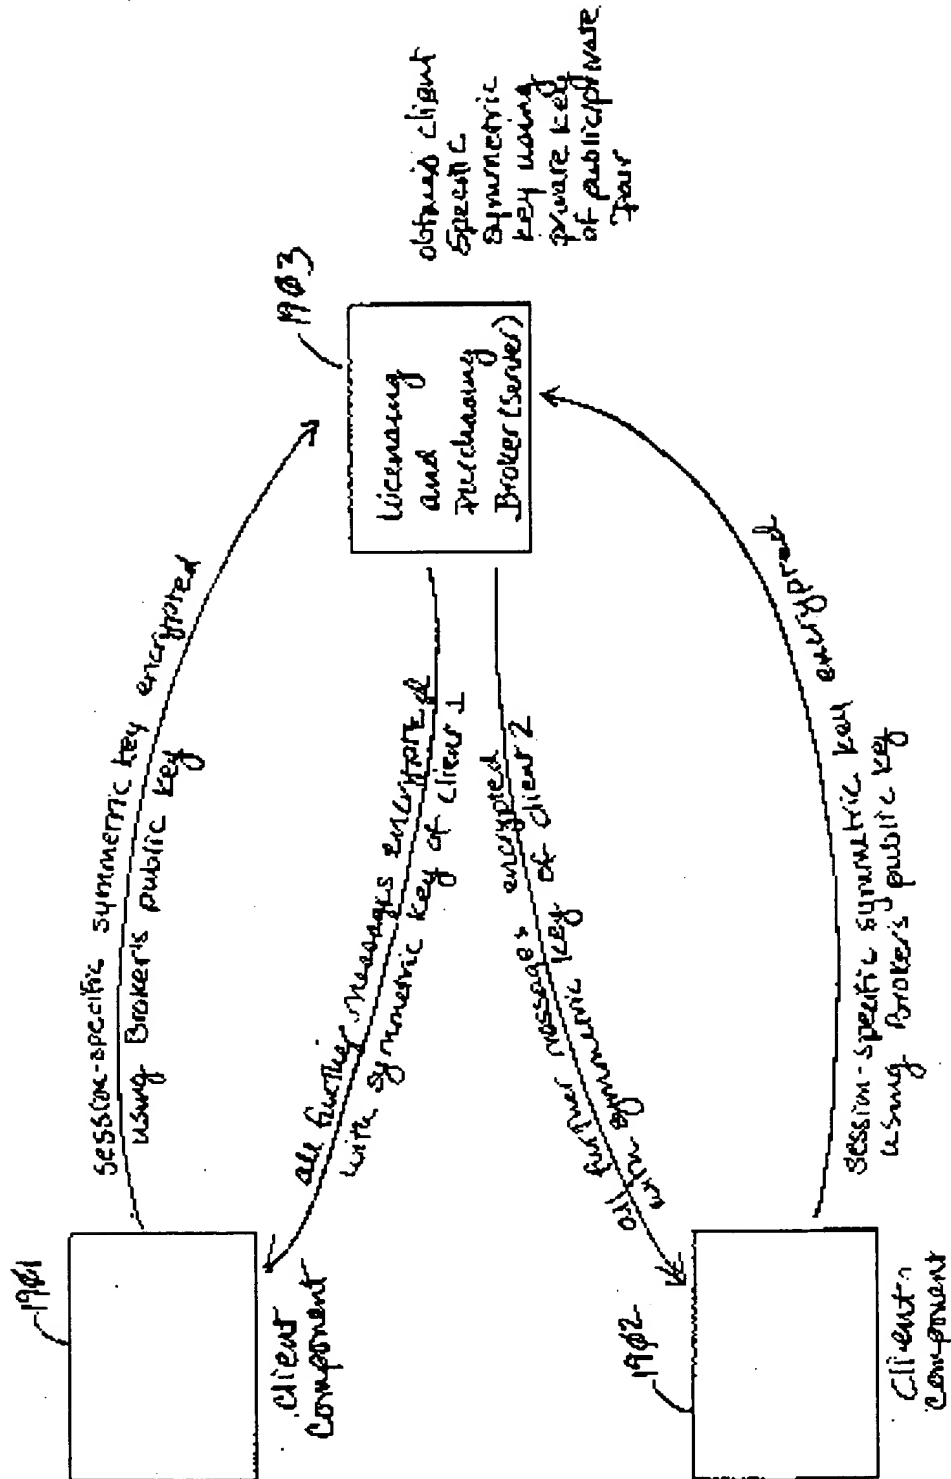 1901
Client
Component
session-specific symmetric key encrypted
using Broker's public key
all further messages encrypted
with symmetric key of client 1
1903
Licensing
and
Purchasing
Broker (Server)
obtains client
specific
symmetric
key using
private key
of public/private
pair
all further messages encrypted
with symmetric key of client 2
1902
Client
Component
session-specific symmetric key encrypted
using Broker's public key